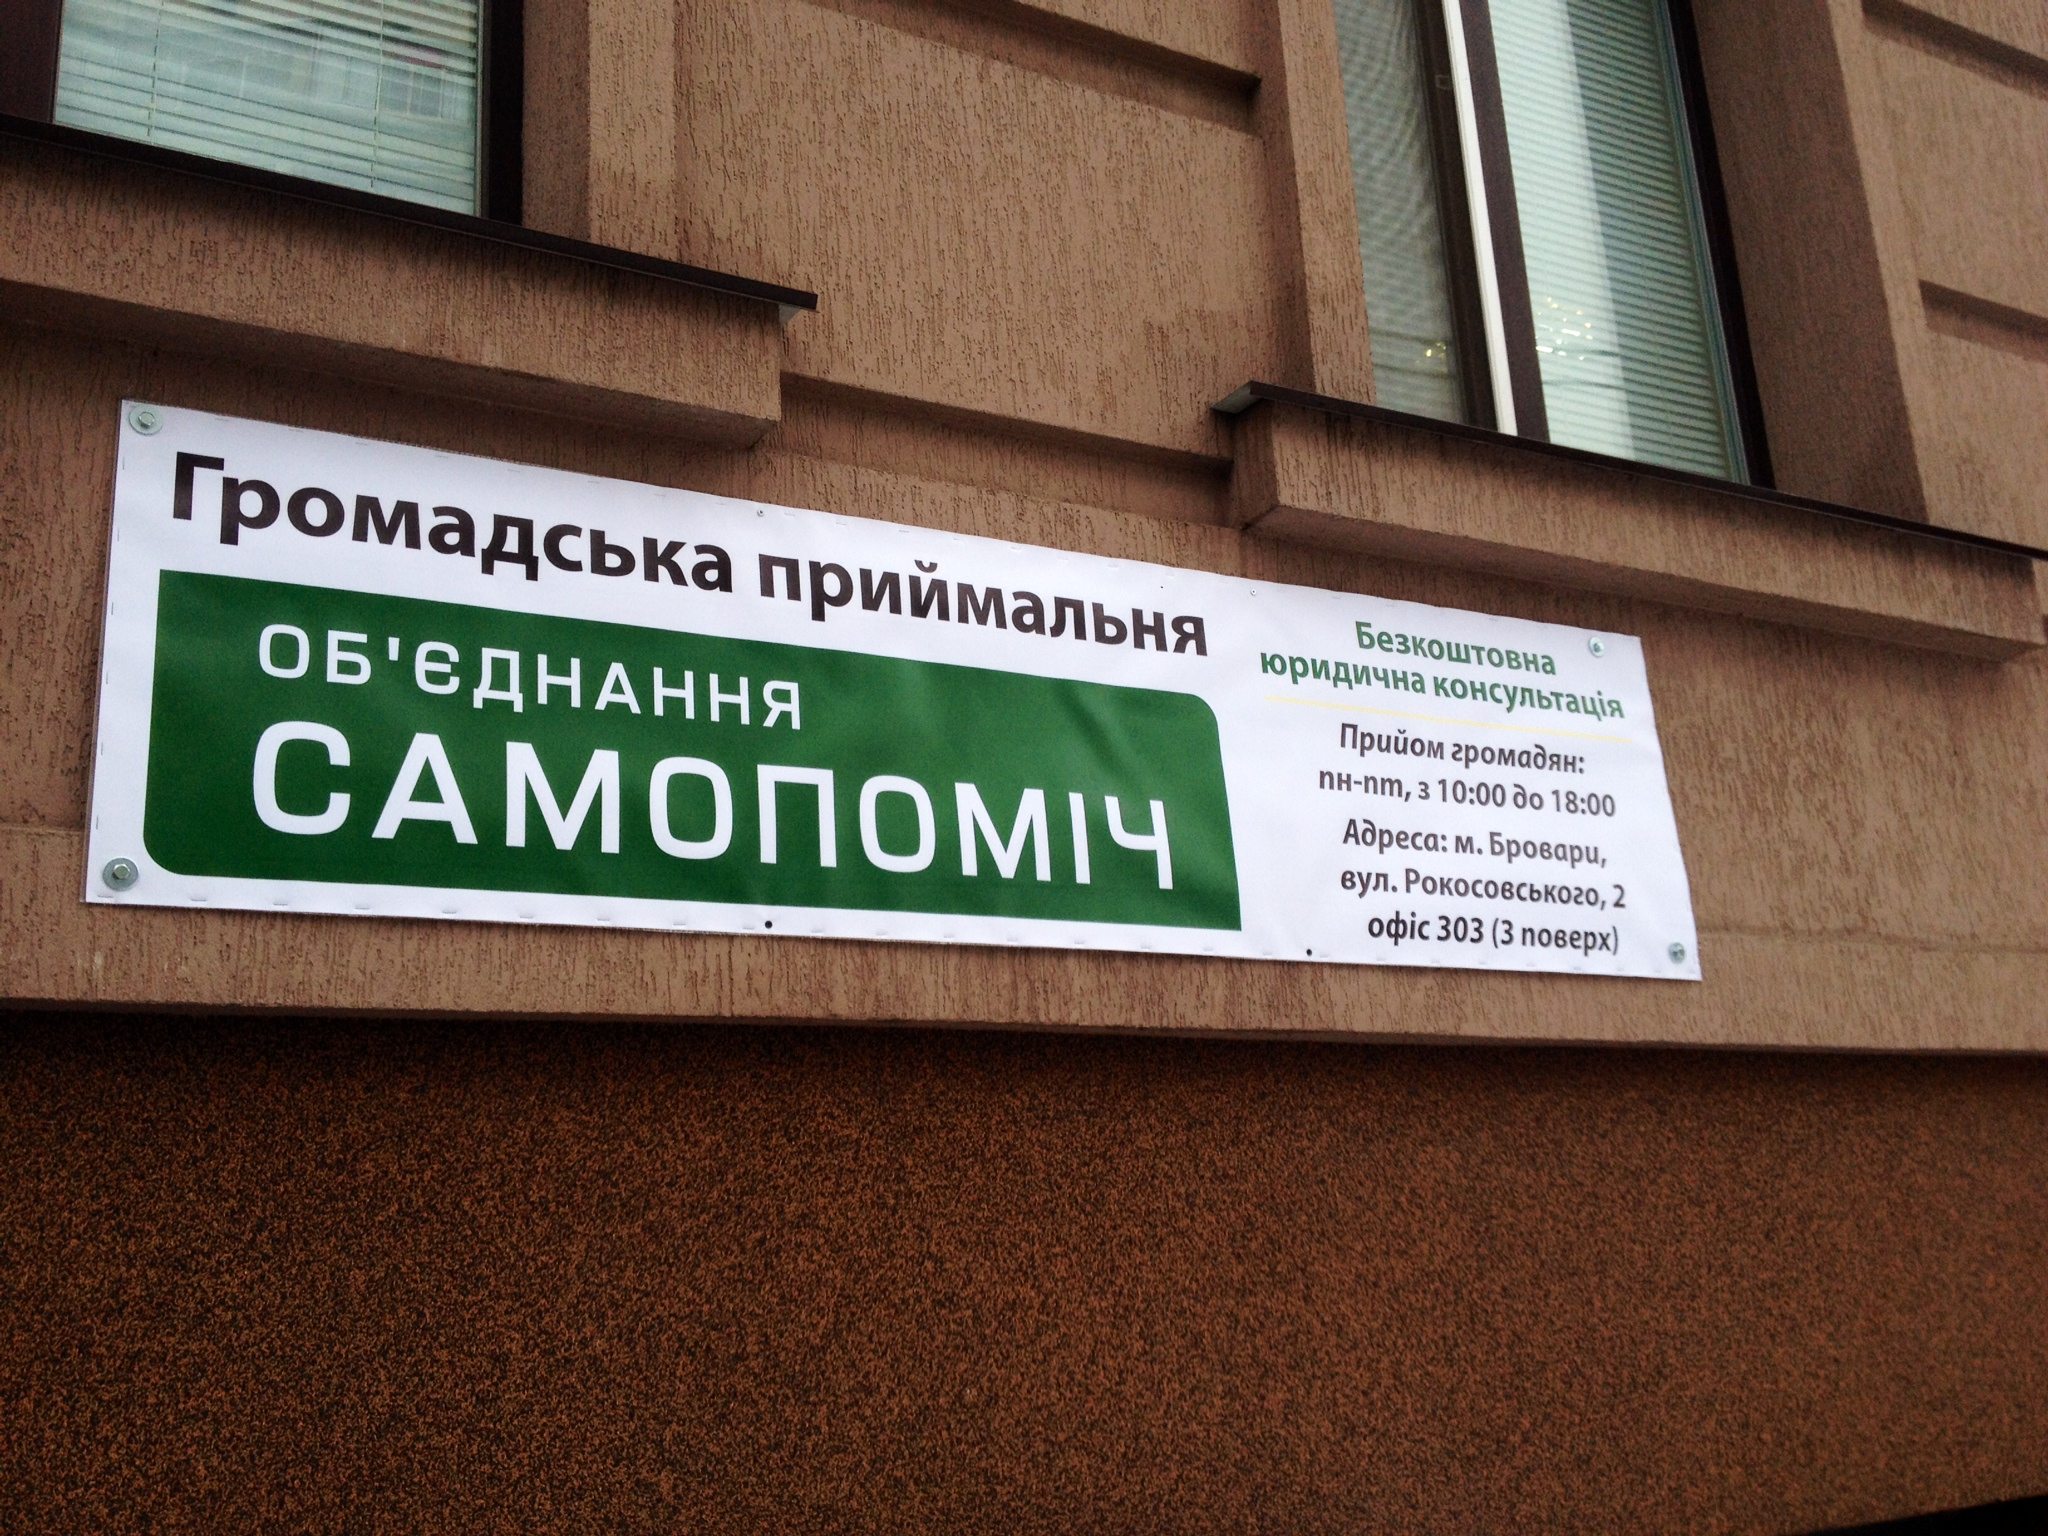 Громадська приймальня
ОБ'ЄДНАННЯ
САМОПОМІЧ
Безкоштовна
юридична консультація
Прийом громадян:
пн-пт, з 10:00 до 18:00
Адреса: м. Бровари,
вул. Рокосовського, 2
офіс 303 (3 поверх)